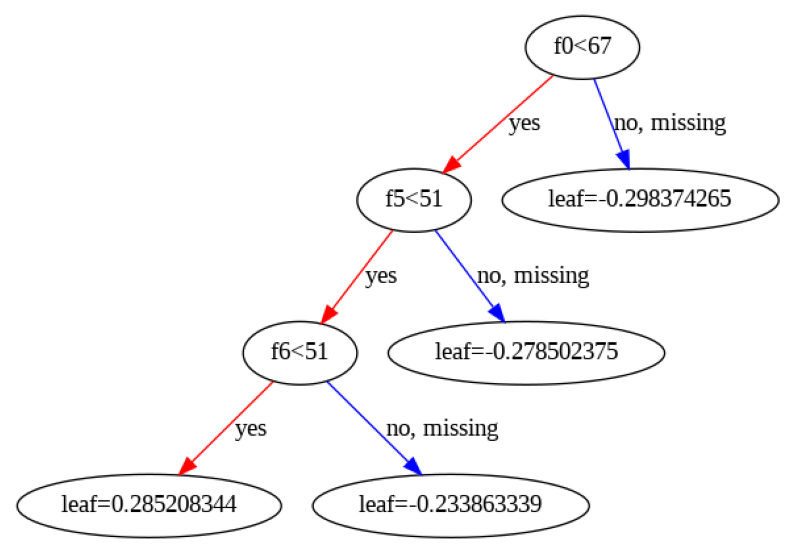 f0<67
yes
no, missing
f5<51
leaf=-0.298374265
yes
no, missing
f6<51
leaf=-0.278502375
yes
no, missing
leaf=0.285208344
leaf=-0.233863339